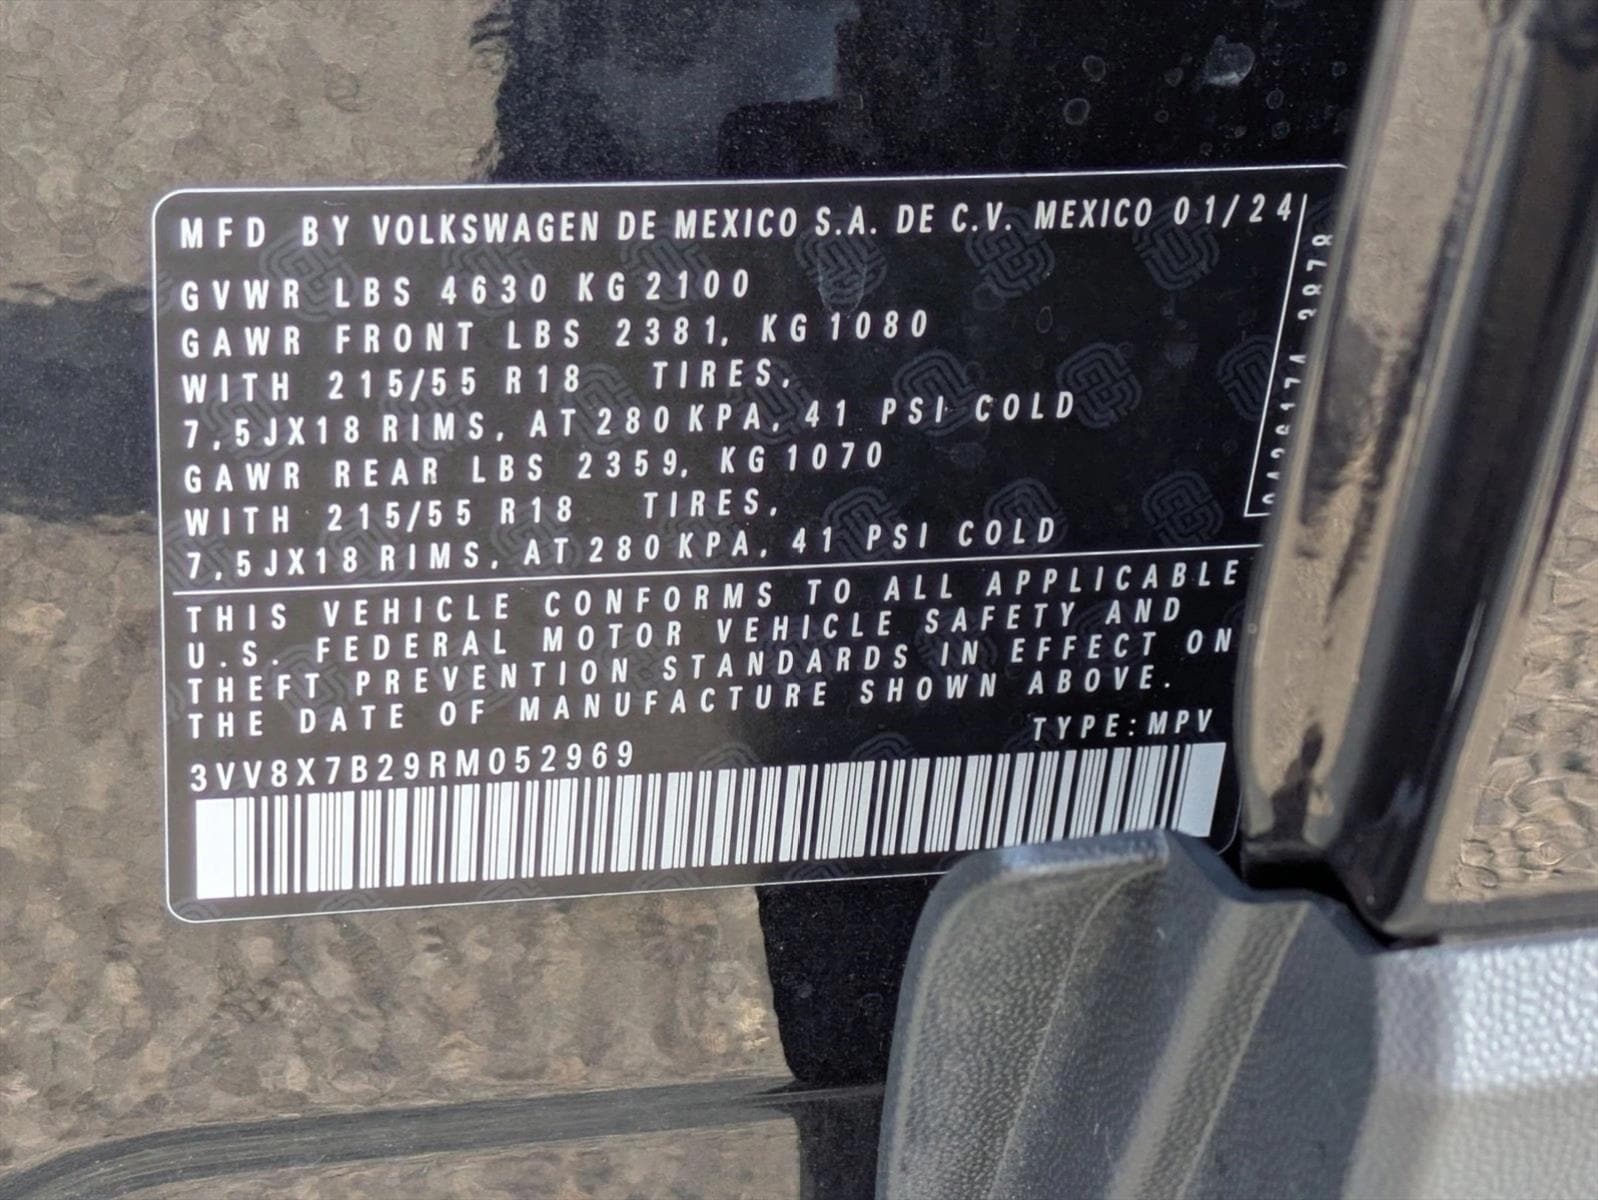 MFD BY VOLKSWAGEN DE MEXICO S.A. DE C.V. MEXICO 01/24
GVWR LBS 4630 KG 2100
GAWR FRONT LBS 2381, KG 1080
WITH 215/55 R18 TIRES,
7,5JX18 RIMS, AT 280 KPA, 41 PSI COLD
GAWR REAR LBS 2359, KG 1070
WITH 215/55 R18 TIRES,
7,5JX18 RIMS, AT 280 KPA, 41 PSI COLD
THIS VEHICLE CONFORMS TO ALL APPLICABLE
U.S. FEDERAL MOTOR VEHICLE SAFETY AND
THEFT PREVENTION STANDARDS IN EFFECT ON
THE DATE OF MANUFACTURE SHOWN ABOVE.
TYPE: MPV
3VV8X7B29RM052969